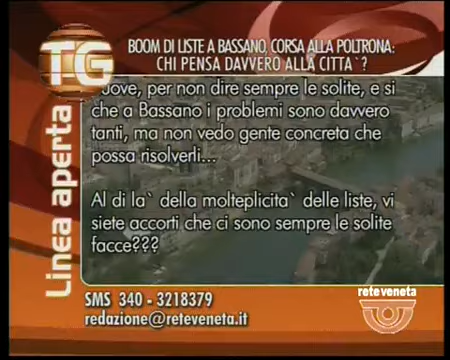 TG
Linea aperta
BOOM DI LISTE A BASSANO, CORSA ALLA POLTRONA:
CHI PENSA DAVVERO ALLA CITTA`?
per non dire sempre le solite, e si
che a Bassano i problemi sono davvero
tanti, ma non vedo gente concreta che
possa risolverli...
Al di la` della molteplicita` delle liste, vi
siete accorti che ci sono sempre le solite
facce???
SMS 340 - 3218379
redazione@reteveneta.it
reteveneta